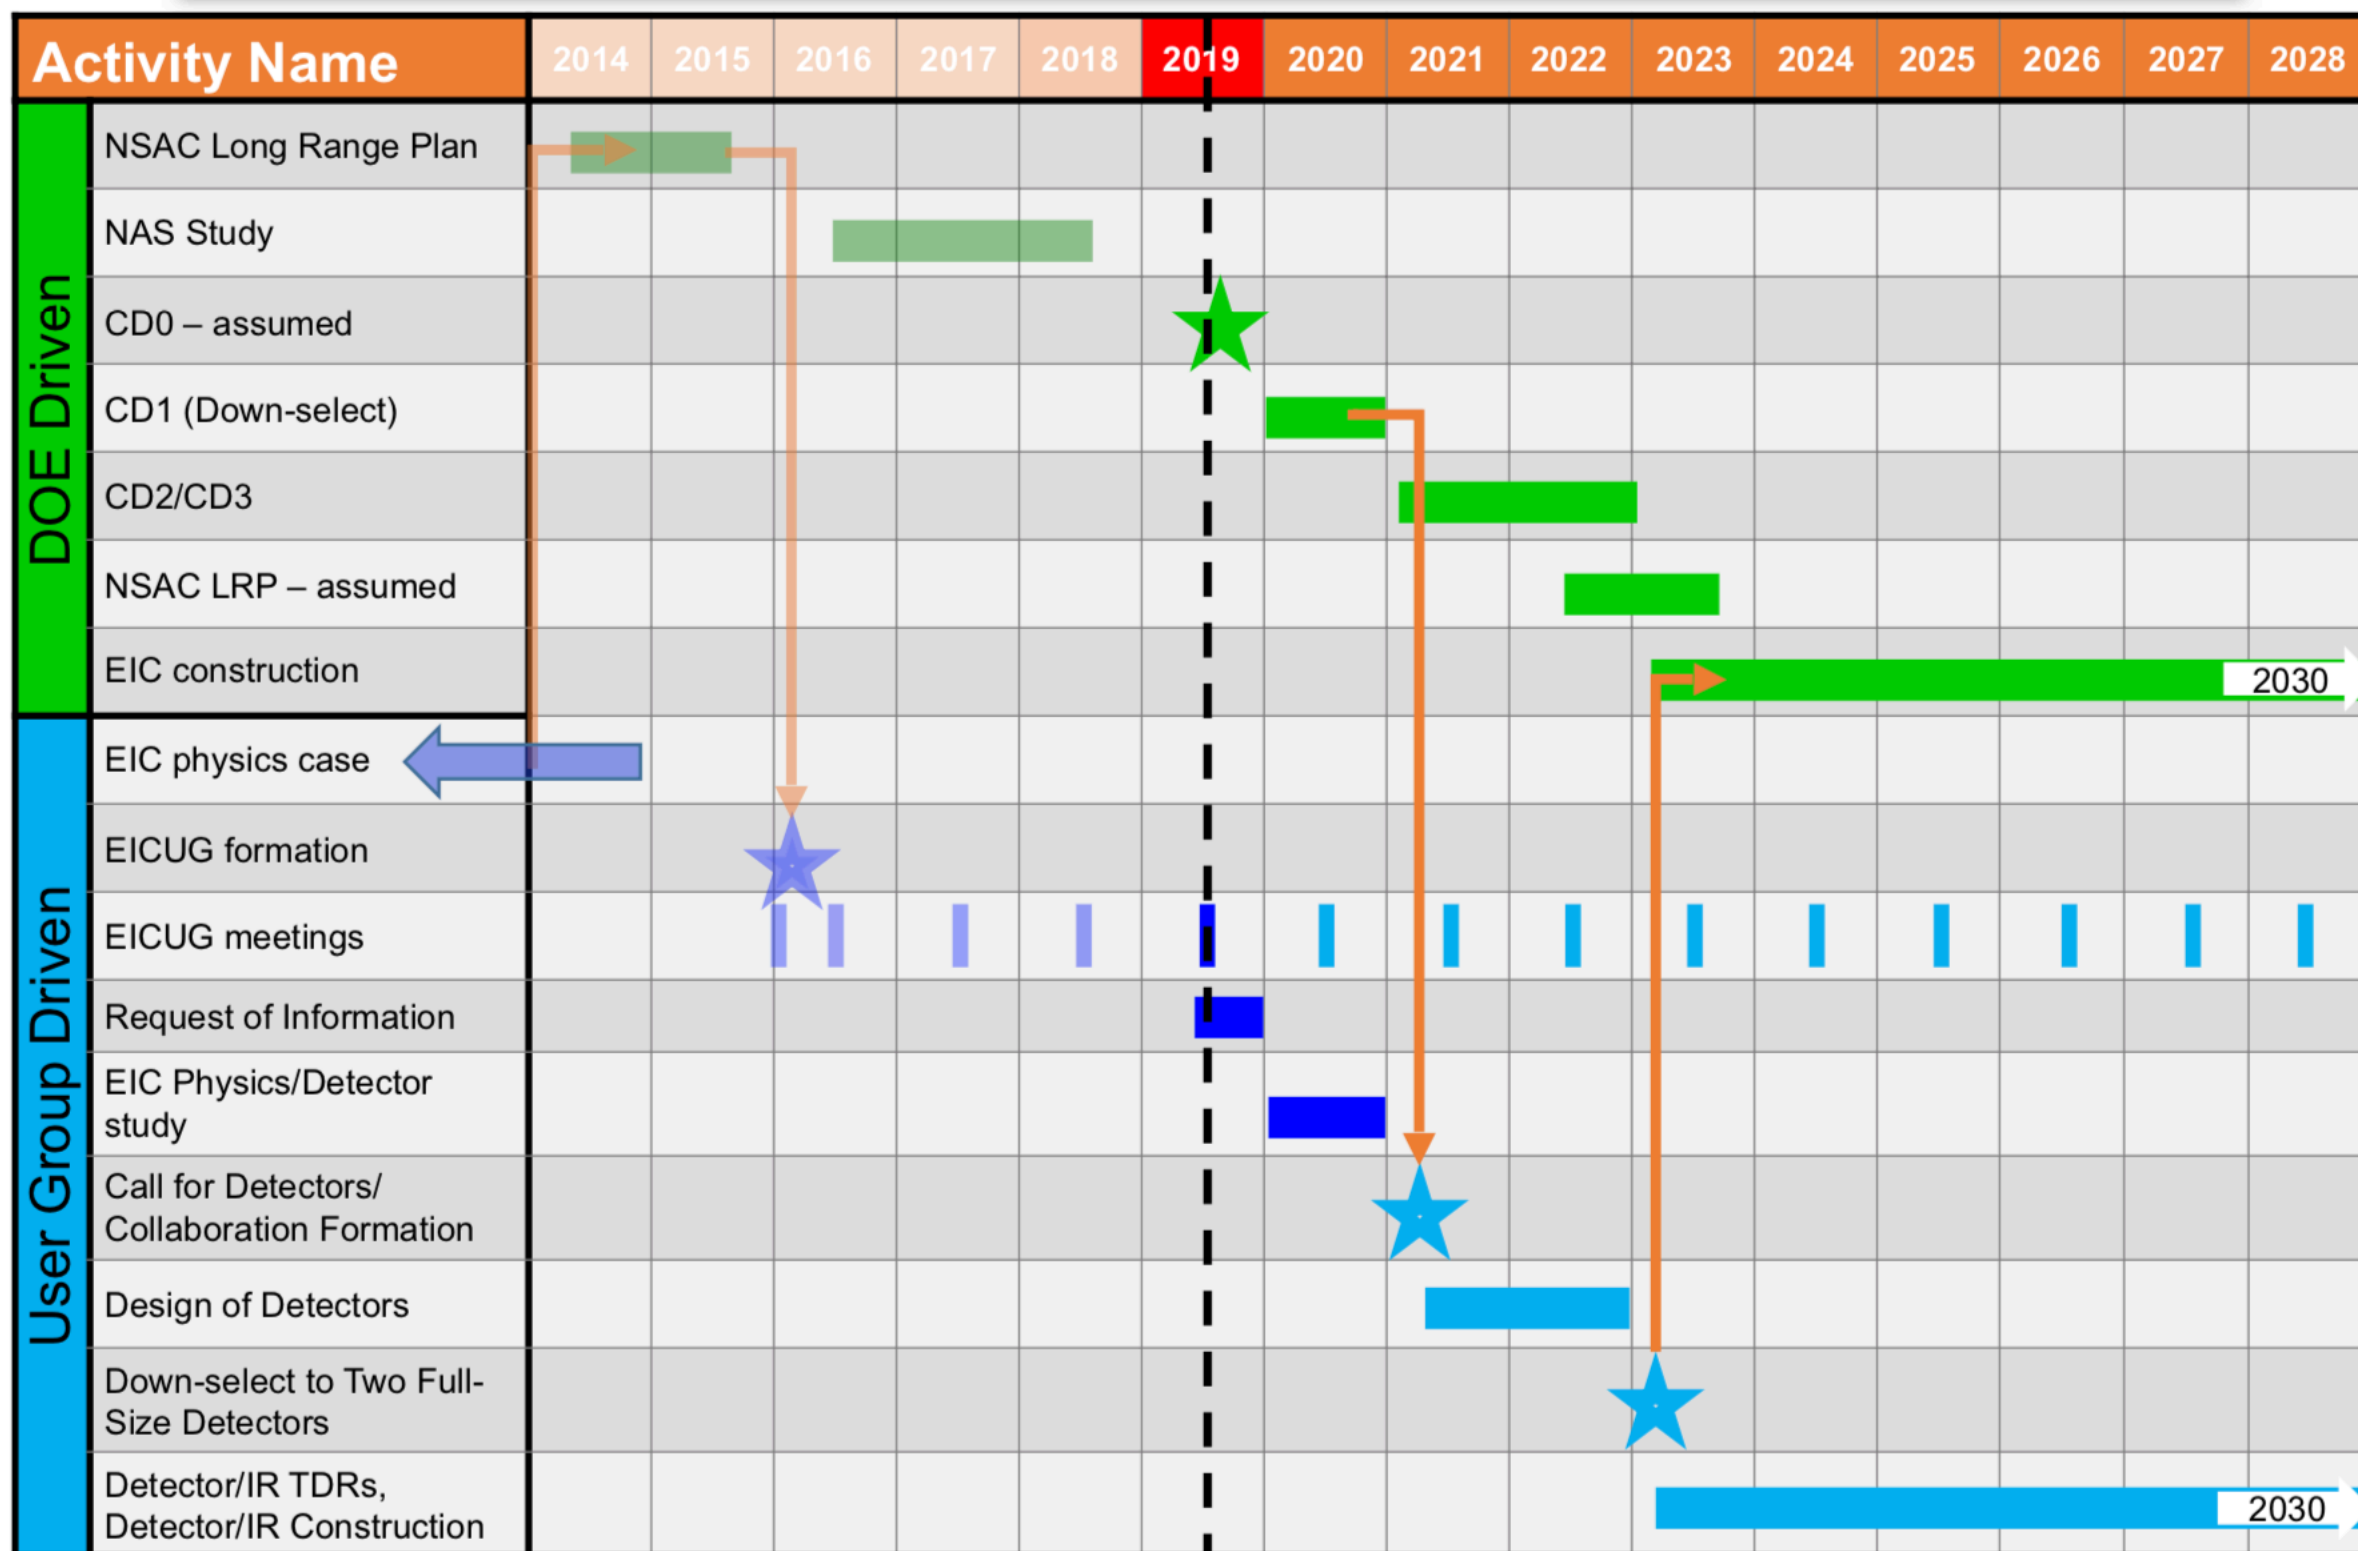 Activity Name 2014 2015 2016 2017 2018 2019 2020 2021 2022 2023 2024 2025 2026 2027 2028
DOE Driven
NSAC Long Range Plan
NAS Study
CD0 – assumed
CD1 (Down-select)
CD2/CD3
NSAC LRP – assumed
EIC construction
2030
User Group Driven
EIC physics case
EICUG formation
EICUG meetings
Request of Information
EIC Physics/Detector
study
Call for Detectors/
Collaboration Formation
Design of Detectors
Down-select to Two Full-
Size Detectors
Detector/IR TDRs,
Detector/IR Construction
2030